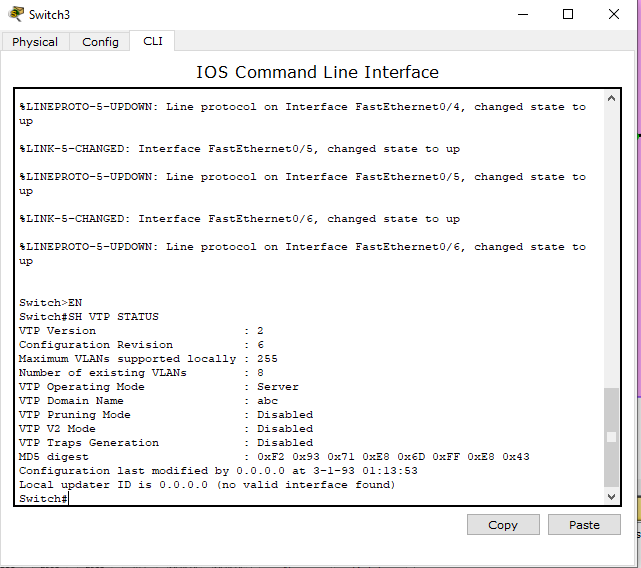 Switch3
Physical Config CLI
IOS Command Line Interface
%LINEPROTO-5-UPDOWN: Line protocol on Interface FastEthernet0/4, changed state to
up
%LINK-5-CHANGED: Interface FastEthernet0/5, changed state to up
%LINEPROTO-5-UPDOWN: Line protocol on Interface FastEthernet0/5, changed state to
up
%LINK-5-CHANGED: Interface FastEthernet0/6, changed state to up
%LINEPROTO-5-UPDOWN: Line protocol on Interface FastEthernet0/6, changed state to
up
Switch>EN
Switch#SH VTP STATUS
VTP Version : 2
Configuration Revision : 6
Maximum VLANs supported locally : 255
Number of existing VLANs : 8
VTP Operating Mode : Server
VTP Domain Name : abc
VTP Pruning Mode : Disabled
VTP V2 Mode : Disabled
VTP Traps Generation : Disabled
MD5 digest : 0xF2 0x93 0x71 0xE8 0x6D 0xFF 0xE8 0x43
Configuration last modified by 0.0.0.0 at 3-1-93 01:13:53
Local updater ID is 0.0.0.0 (no valid interface found)
Switch#
Copy Paste